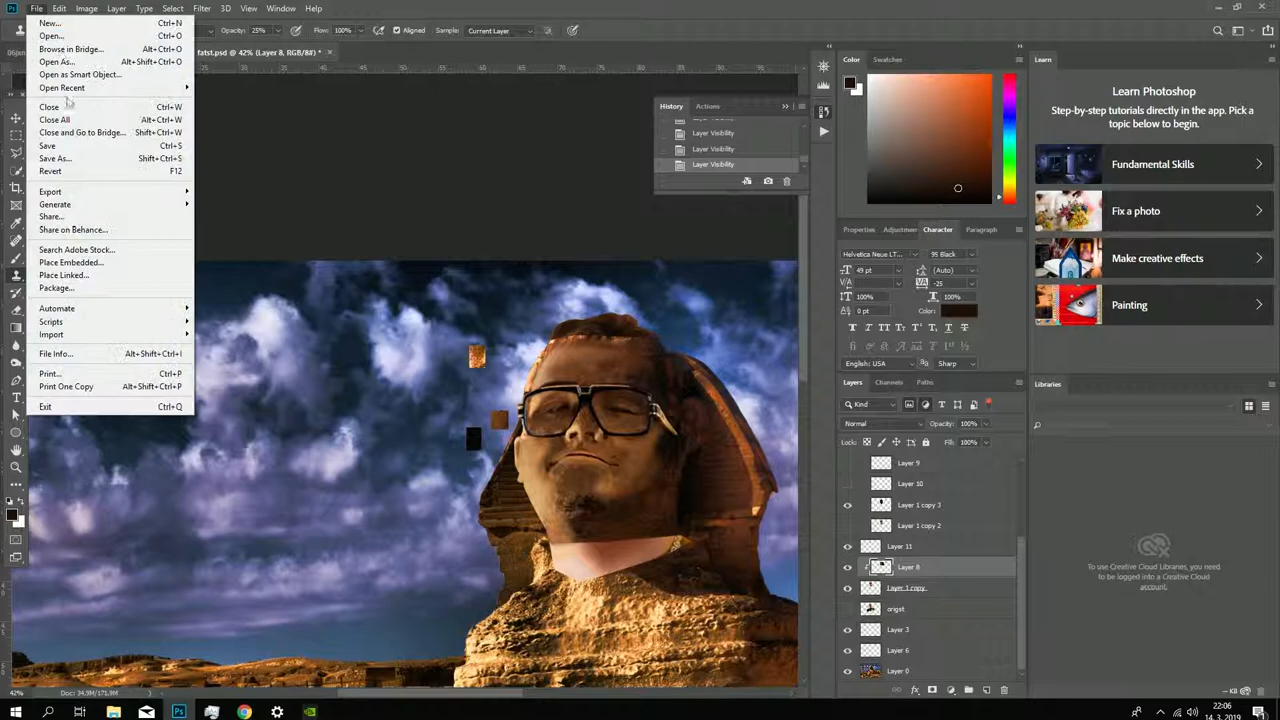 File Edit Image Layer Type Select Filter 3D View Window Help
Opacity: 25% Flow: 100% Aligned Sample: Current Layer
fatst.psd @ 42% (Layer 8, RGB/8#) *
New... Ctrl+N
Open... Ctrl+O
Browse in Bridge... Alt+Ctrl+O
Open As... Alt+Shift+Ctrl+O
Open as Smart Object...
Open Recent
Close Ctrl+W
Close All Alt+Ctrl+W
Close and Go to Bridge... Shift+Ctrl+W
Save Ctrl+S
Save As... Shift+Ctrl+S
Revert F12
Export
Generate
Share...
Share on Behance...
Search Adobe Stock...
Place Embedded...
Place Linked...
Package...
Automate
Scripts
Import
File Info... Alt+Shift+Ctrl+I
Print... Ctrl+P
Print One Copy Alt+Shift+Ctrl+P
Exit Ctrl+Q
History Actions
Layer Visibility
Layer Visibility
Layer Visibility
Color Swatches
Properties Adjustmen Character Paragraph
Helvetica Neue LT... 95 Black
49 pt (Auto)
-25
100% 100%
0 pt Color:
English: USA Sharp
Layers Channels Paths
Kind
Normal Opacity: 100%
Lock: Fill: 100%
Layer 9
Layer 10
Layer 1 copy 3
Layer 1 copy 2
Layer 11
Layer 8
Layer 1 copy
origst
Layer 3
Layer 6
Layer 0
Learn
Learn Photoshop
Step-by-step tutorials directly in the app. Pick a
topic below to begin.
Fundamental Skills
Fix a photo
Make creative effects
Painting
Libraries
To use Creative Cloud Libraries, you
need to be logged into a Creative Cloud
account.
-- KB
42% Doc: 34.9M/171.9M
22:06